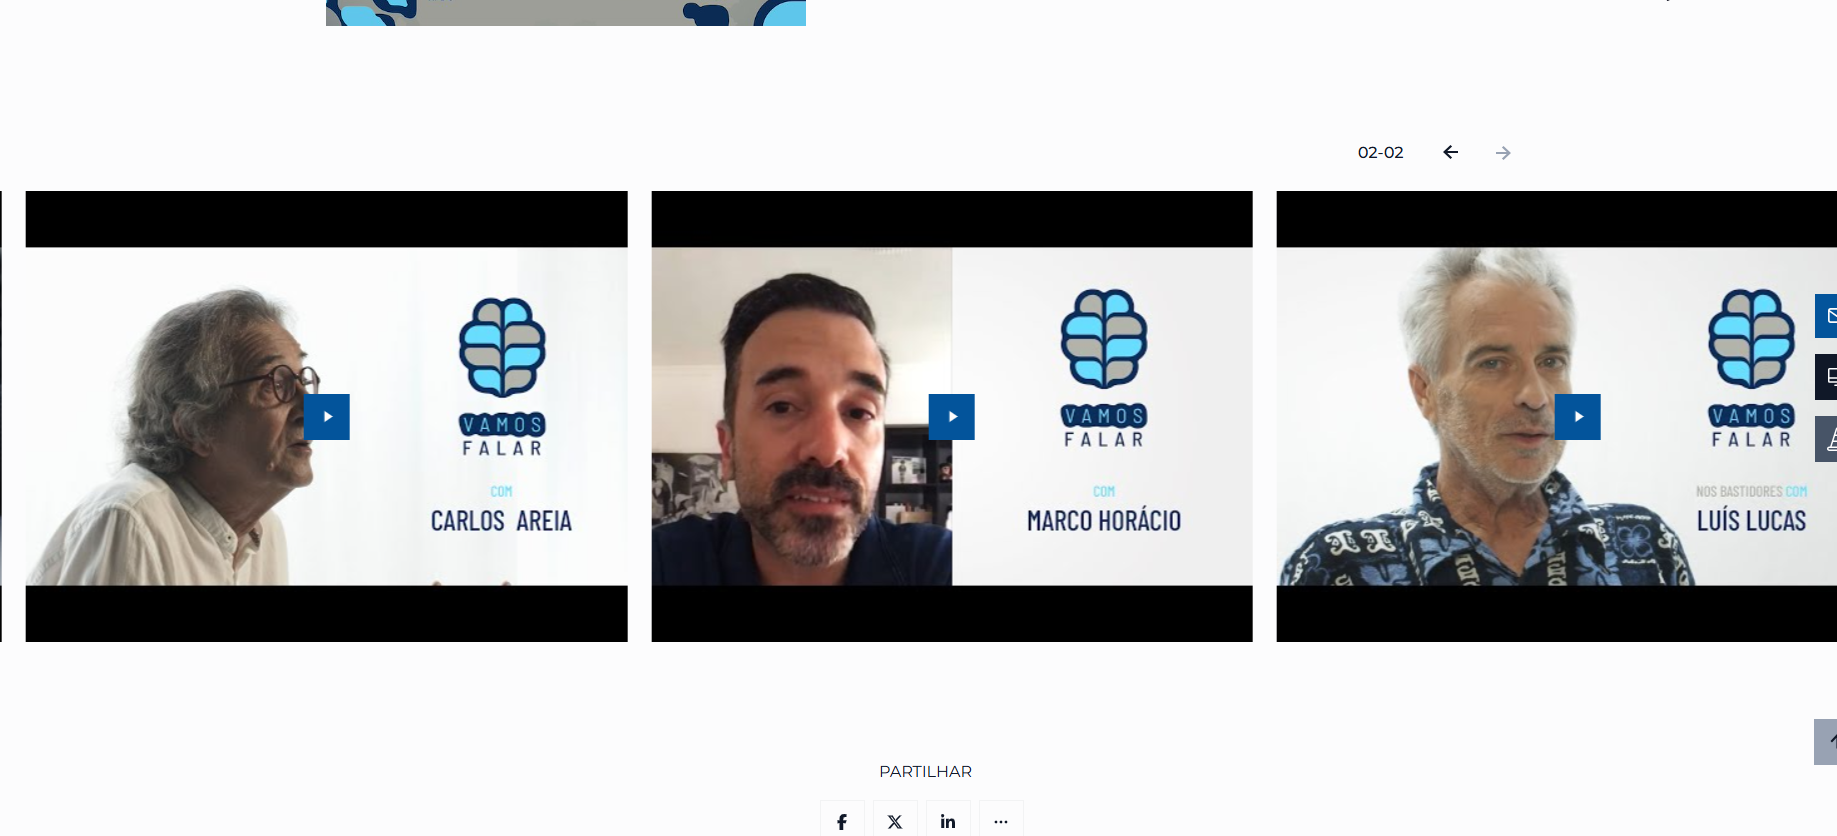 02-02
VAMOS
FALAR
COM
CARLOS AREIA
VAMOS
FALAR
COM
MARCO HORÁCIO
VAMOS
FALAR
NOS BASTIDORES COM
LUÍS LUCAS
PARTILHAR